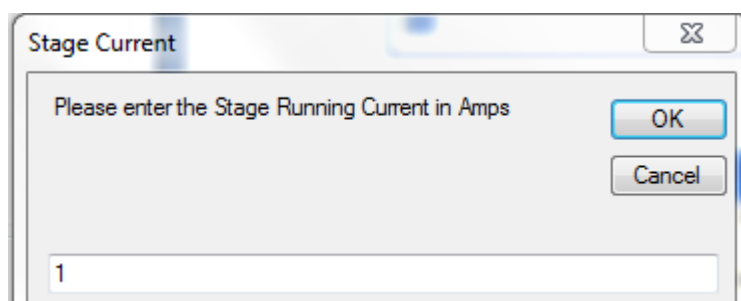 Stage Current
Please enter the Stage Running Current in Amps
OK
Cancel
1